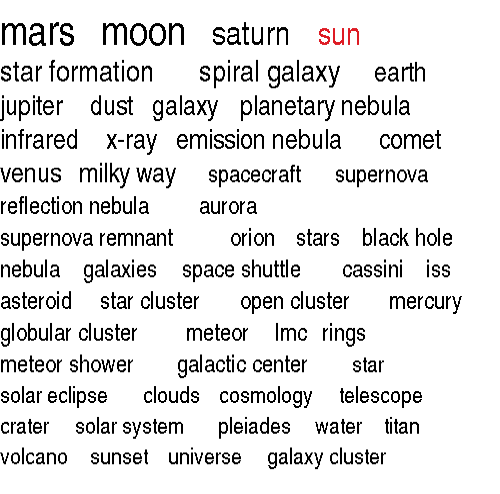 mars moon saturn sun
star formation spiral galaxy earth
jupiter dust galaxy planetary nebula
infrared x-ray emission nebula comet
venus milky way spacecraft supernova
reflection nebula aurora
supernova remnant orion stars black hole
nebula galaxies space shuttle cassini iss
asteroid star cluster open cluster mercury
globular cluster meteor lmc rings
meteor shower galactic center star
solar eclipse clouds cosmology telescope
crater solar system pleiades water titan
volcano sunset universe galaxy cluster